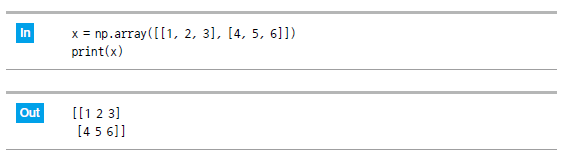 In x = np.array([[1, 2, 3], [4, 5, 6]])
print(x)
Out [[1 2 3]
[4 5 6]]